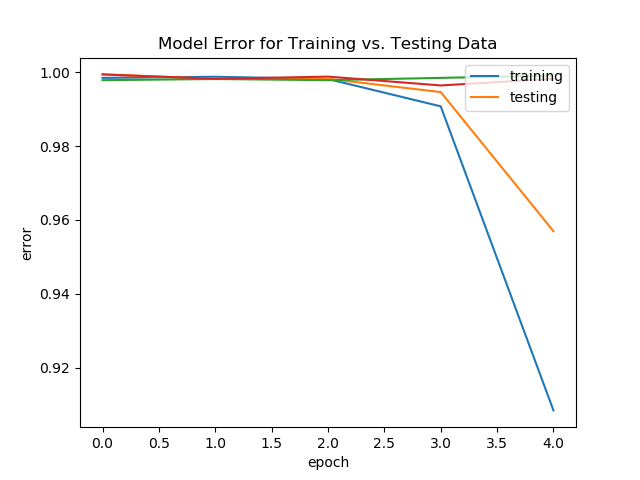 Model Error for Training vs. Testing Data
1.00
0.98
0.96
0.94
0.92
error
training
testing
0.0 0.5 1.0 1.5 2.0 2.5 3.0 3.5 4.0
epoch